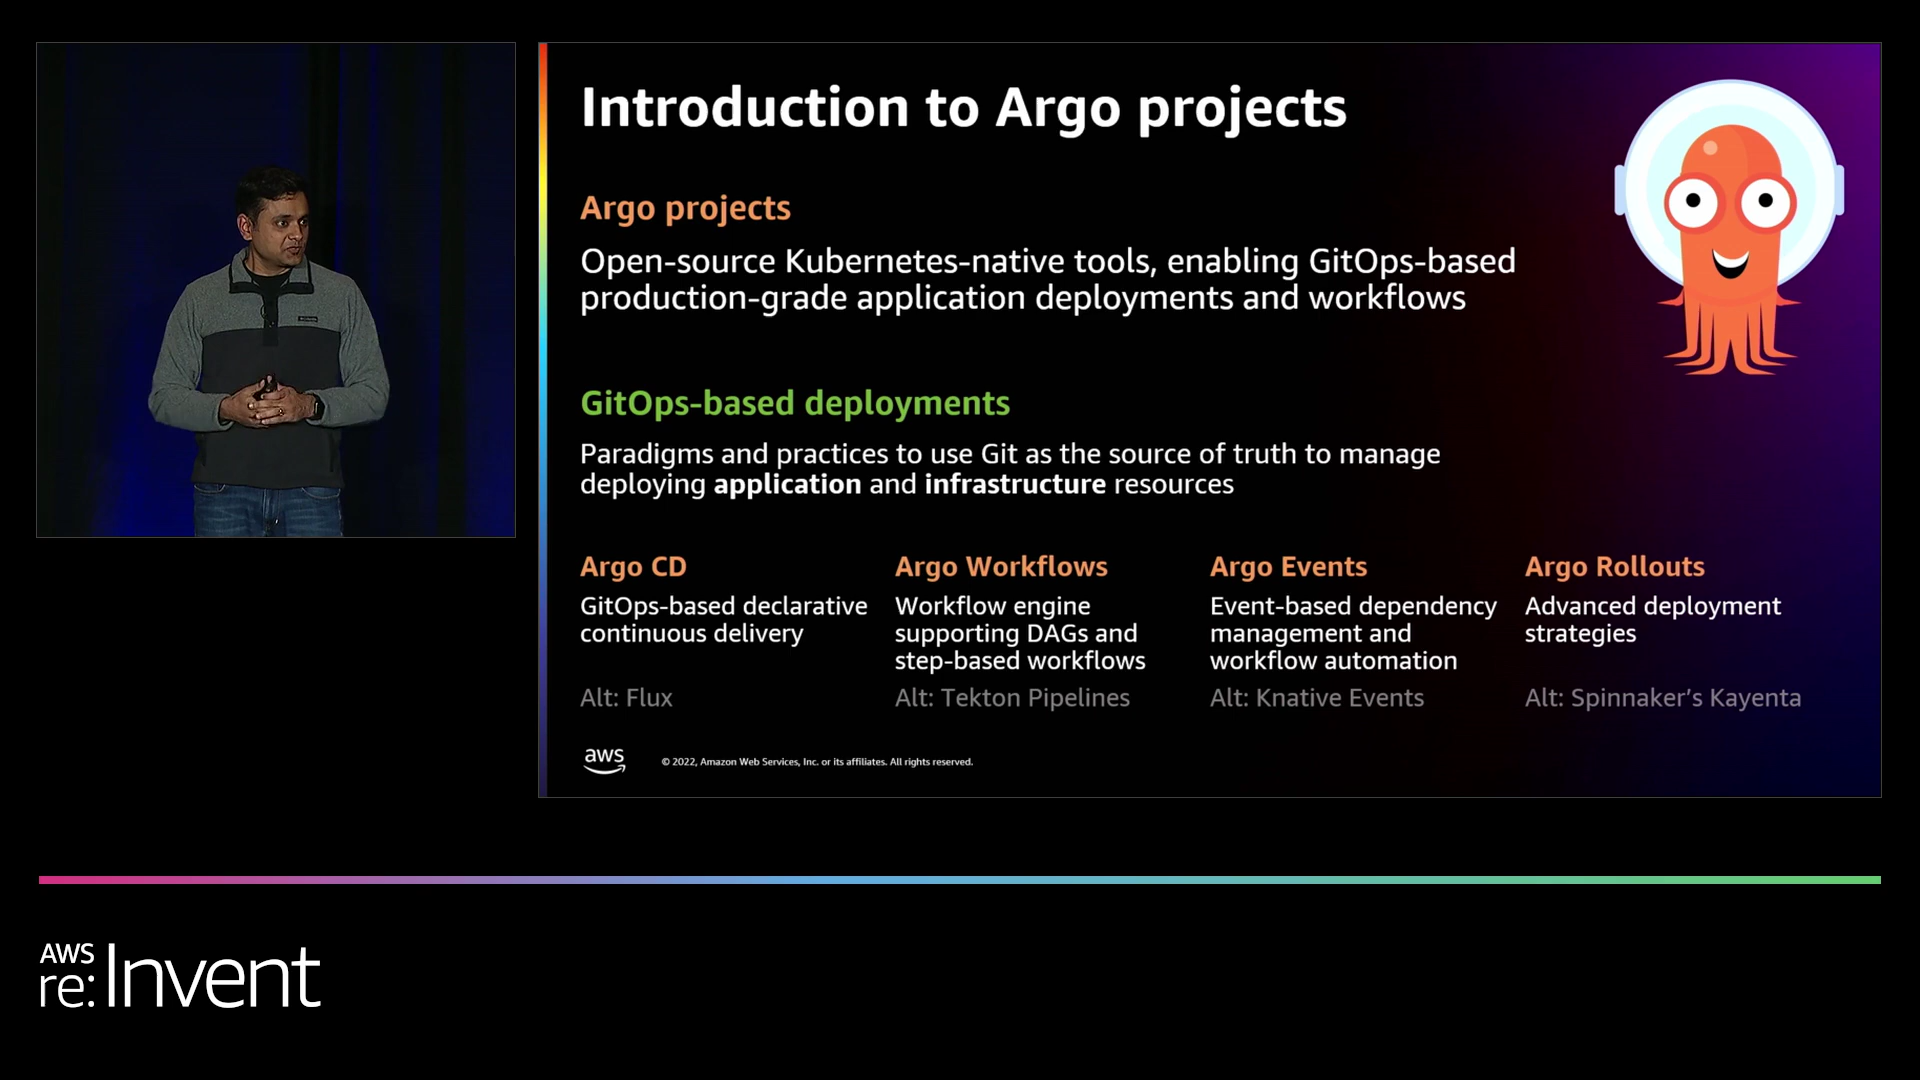 Introduction to Argo projects
Argo projects
Open-source Kubernetes-native tools, enabling GitOps-based
production-grade application deployments and workflows
GitOps-based deployments
Paradigms and practices to use Git as the source of truth to manage
deploying application and infrastructure resources
Argo CD
GitOps-based declarative
continuous delivery
Alt: Flux
Argo Workflows
Workflow engine
supporting DAGs and
step-based workflows
Alt: Tekton Pipelines
Argo Events
Event-based dependency
management and
workflow automation
Alt: Knative Events
Argo Rollouts
Advanced deployment
strategies
Alt: Spinnaker’s Kayenta
aws
© 2022, Amazon Web Services, Inc. or its affiliates. All rights reserved.
AWS
re:Invent